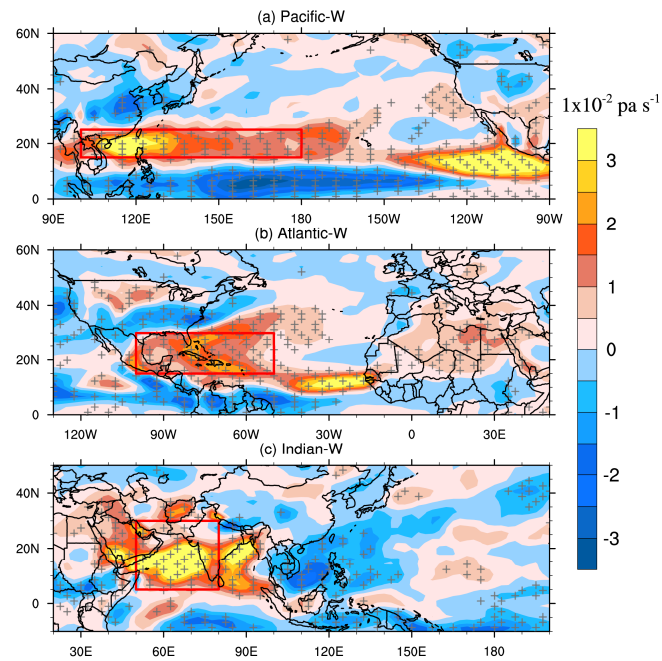 (a) Pacific-W
60N
40N
20N
0
90E 120E 150E 180 150W 120W 90W
1x10⁻² pa s⁻¹
3
2
1
0
-1
-2
-3
(b) Atlantic-W
60N
40N
20N
0
120W 90W 60W 30W 0 30E
(c) Indian-W
40N
20N
0
30E 60E 90E 120E 150E 180